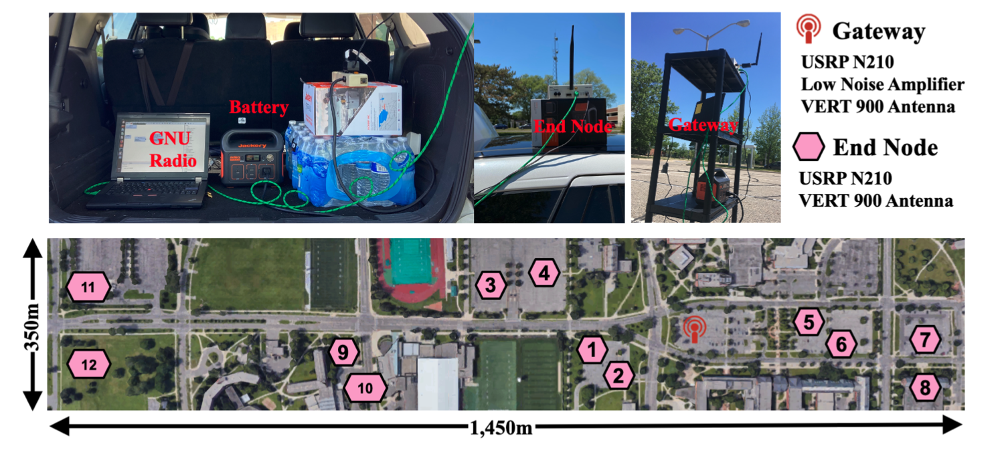 Battery
GNU
Radio
Jackery
End Node
Gateway
Gateway
USRP N210
Low Noise Amplifier
VERT 900 Antenna
End Node
USRP N210
VERT 900 Antenna
350m
11
3
4
5
6
7
1
2
9
10
12
8
1,450m